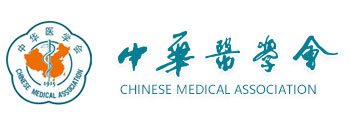 中华医学会
CHINESE MEDICAL ASSOCIATION
1915
中華醫學會
CHINESE MEDICAL ASSOCIATION